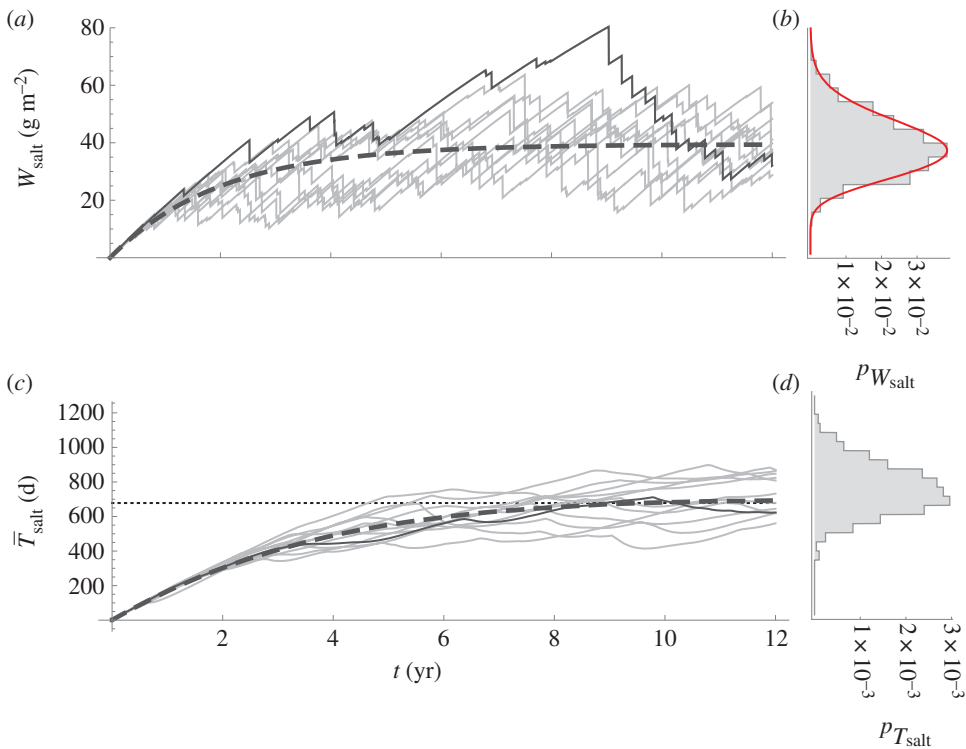 (a)
W_salt (g m⁻²)
80
60
40
20
(b)
1 × 10⁻²
2 × 10⁻²
3 × 10⁻²
p_W_salt
(c)
T̅_salt (d)
1200
1000
800
600
400
200
2
4
6
8
10
12
t (yr)
(d)
1 × 10⁻³
2 × 10⁻³
3 × 10⁻³
p_T_salt